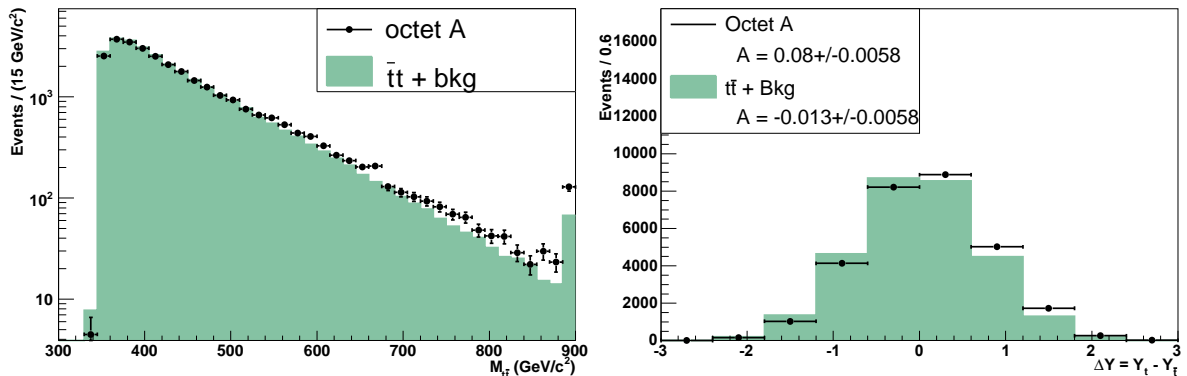 Events / (15 GeV/c²)
octet A
t̄t + bkg
10³
10²
10
300 400 500 600 700 800 900
M_tt̄ (GeV/c²)
Events / 0.6
Octet A
A = 0.08+/-0.0058
tt̄ + Bkg
A = -0.013+/-0.0058
16000
14000
12000
10000
8000
6000
4000
2000
0
-3 -2 -1 0 1 2 3
ΔY = Y_t - Y_t̄